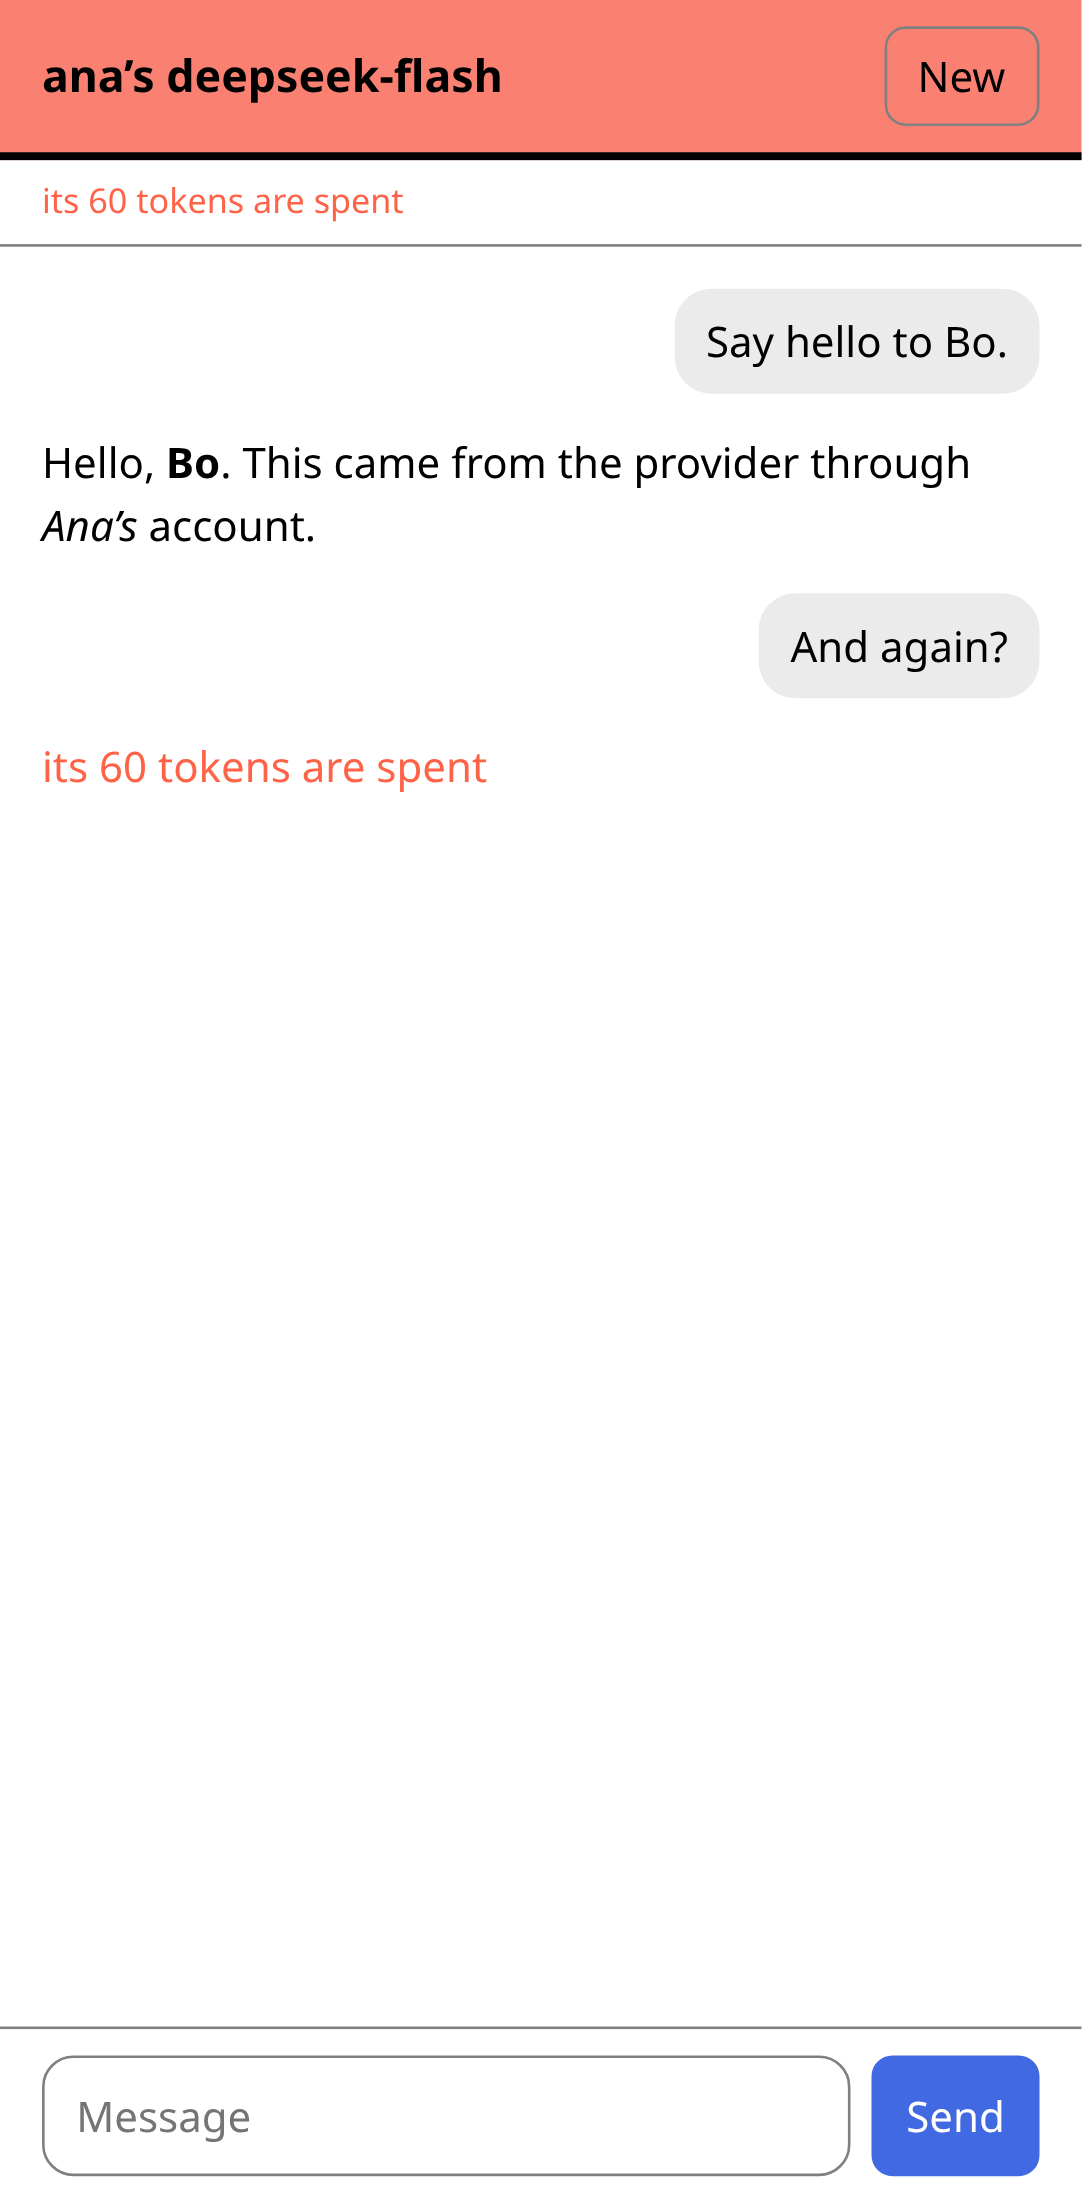 ana’s deepseek-flash
New
its 60 tokens are spent
Say hello to Bo.
Hello, Bo. This came from the provider through
Ana’s account.
And again?
its 60 tokens are spent
Message
Send